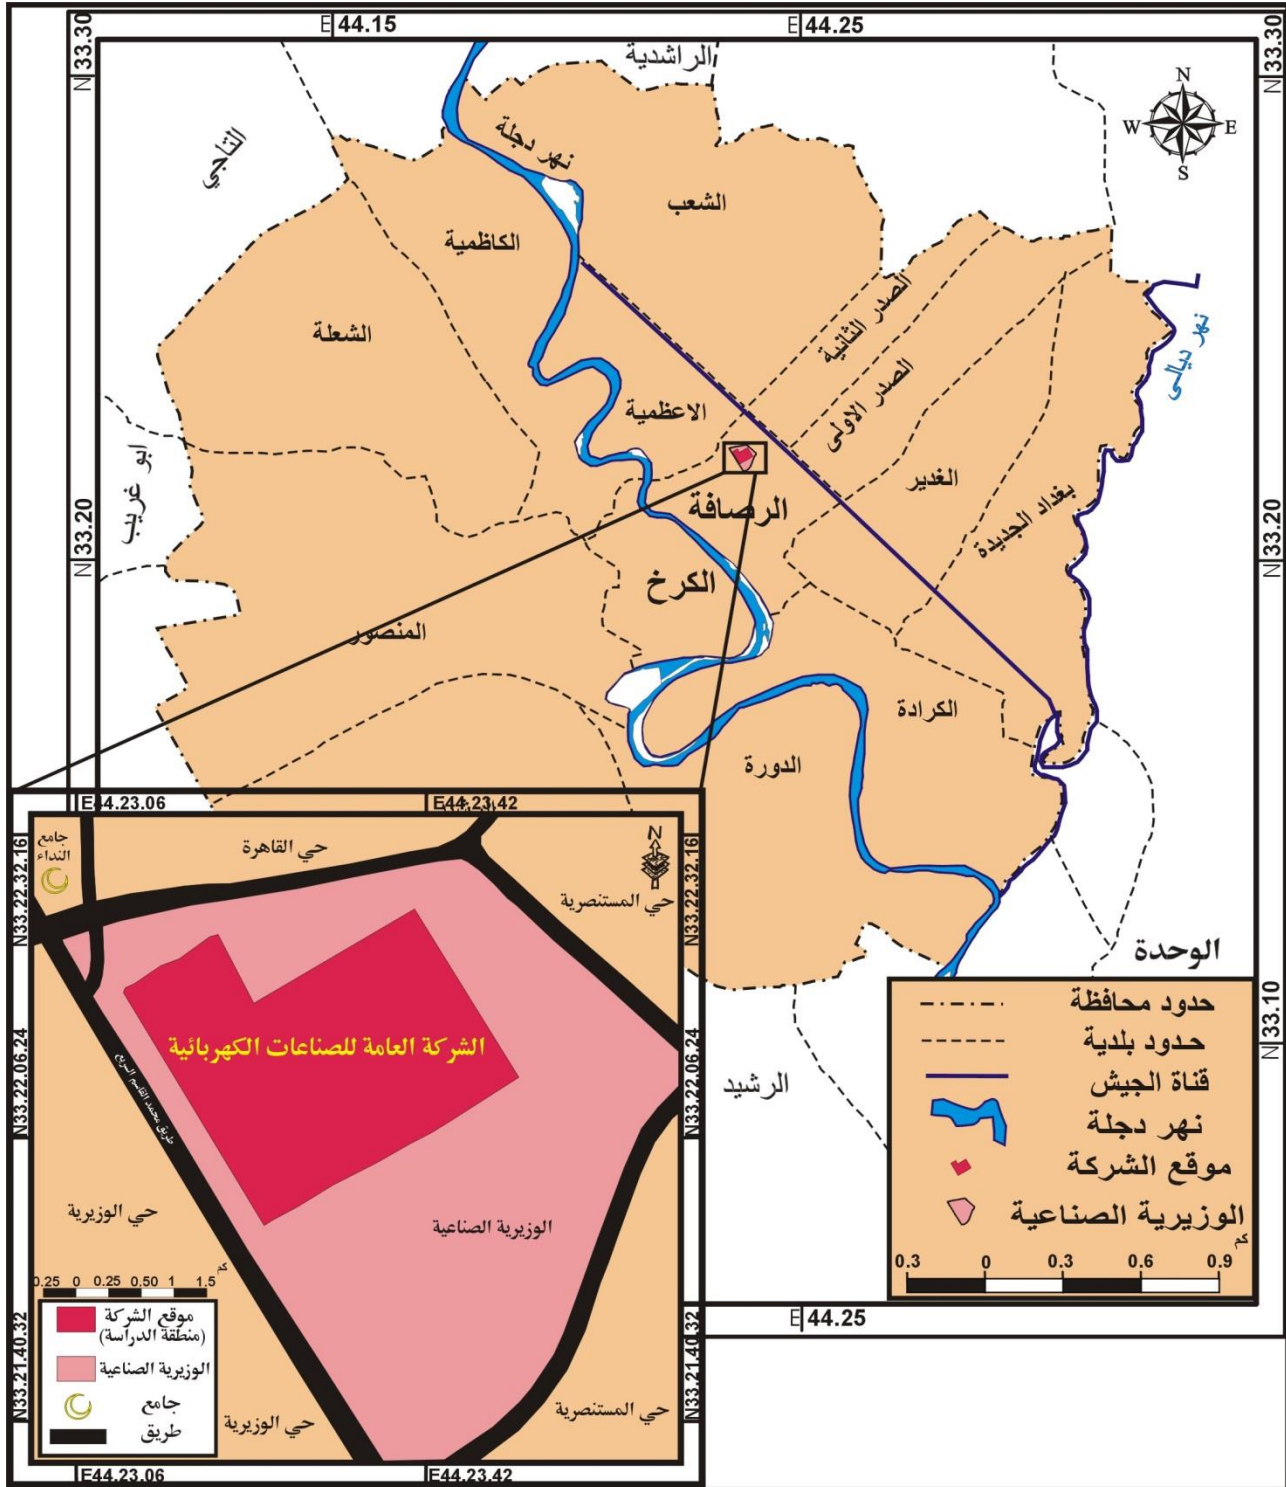 E 44.15
E 44.25
N 33.30
N 33.30
الراشدية
التاجي
نهر دجلة
N
W E
S
الشعب
الكاظمية
الشعلة
الصدر الثانية
نهر ديالى
الصدر الاولى
الاعظمية
الغدير
بغداد الجديدة
ابو غريب
الرصافة
N 33.20
N 33.20
الكرخ
المنصور
الكرادة
الدورة
الوحدة
الرشيد
N 33.10
E 44.25
حدود محافظة
حدود بلدية
قناة الجيش
نهر دجلة
موقع الشركة
الوزيرية الصناعية
كم
0.3 0 0.3 0.6 0.9
E44.23.06
E44.23.42
N33.22.32.16
N33.22.32.16
جامع
النداء
حي القاهرة
N
حي المستنصرية
الشركة العامة للصناعات الكهربائية
طريق محمد القاسم السريع
N33.22.06.24
N33.22.06.24
حي الوزيرية
الوزيرية الصناعية
كم
0.25 0 0.25 0.50 1 1.5
موقع الشركة
(منطقة الدراسة)
الوزيرية الصناعية
جامع
طريق
حي الوزيرية
حي المستنصرية
N33.21.40.32
N33.21.40.32
E44.23.06
E44.23.42